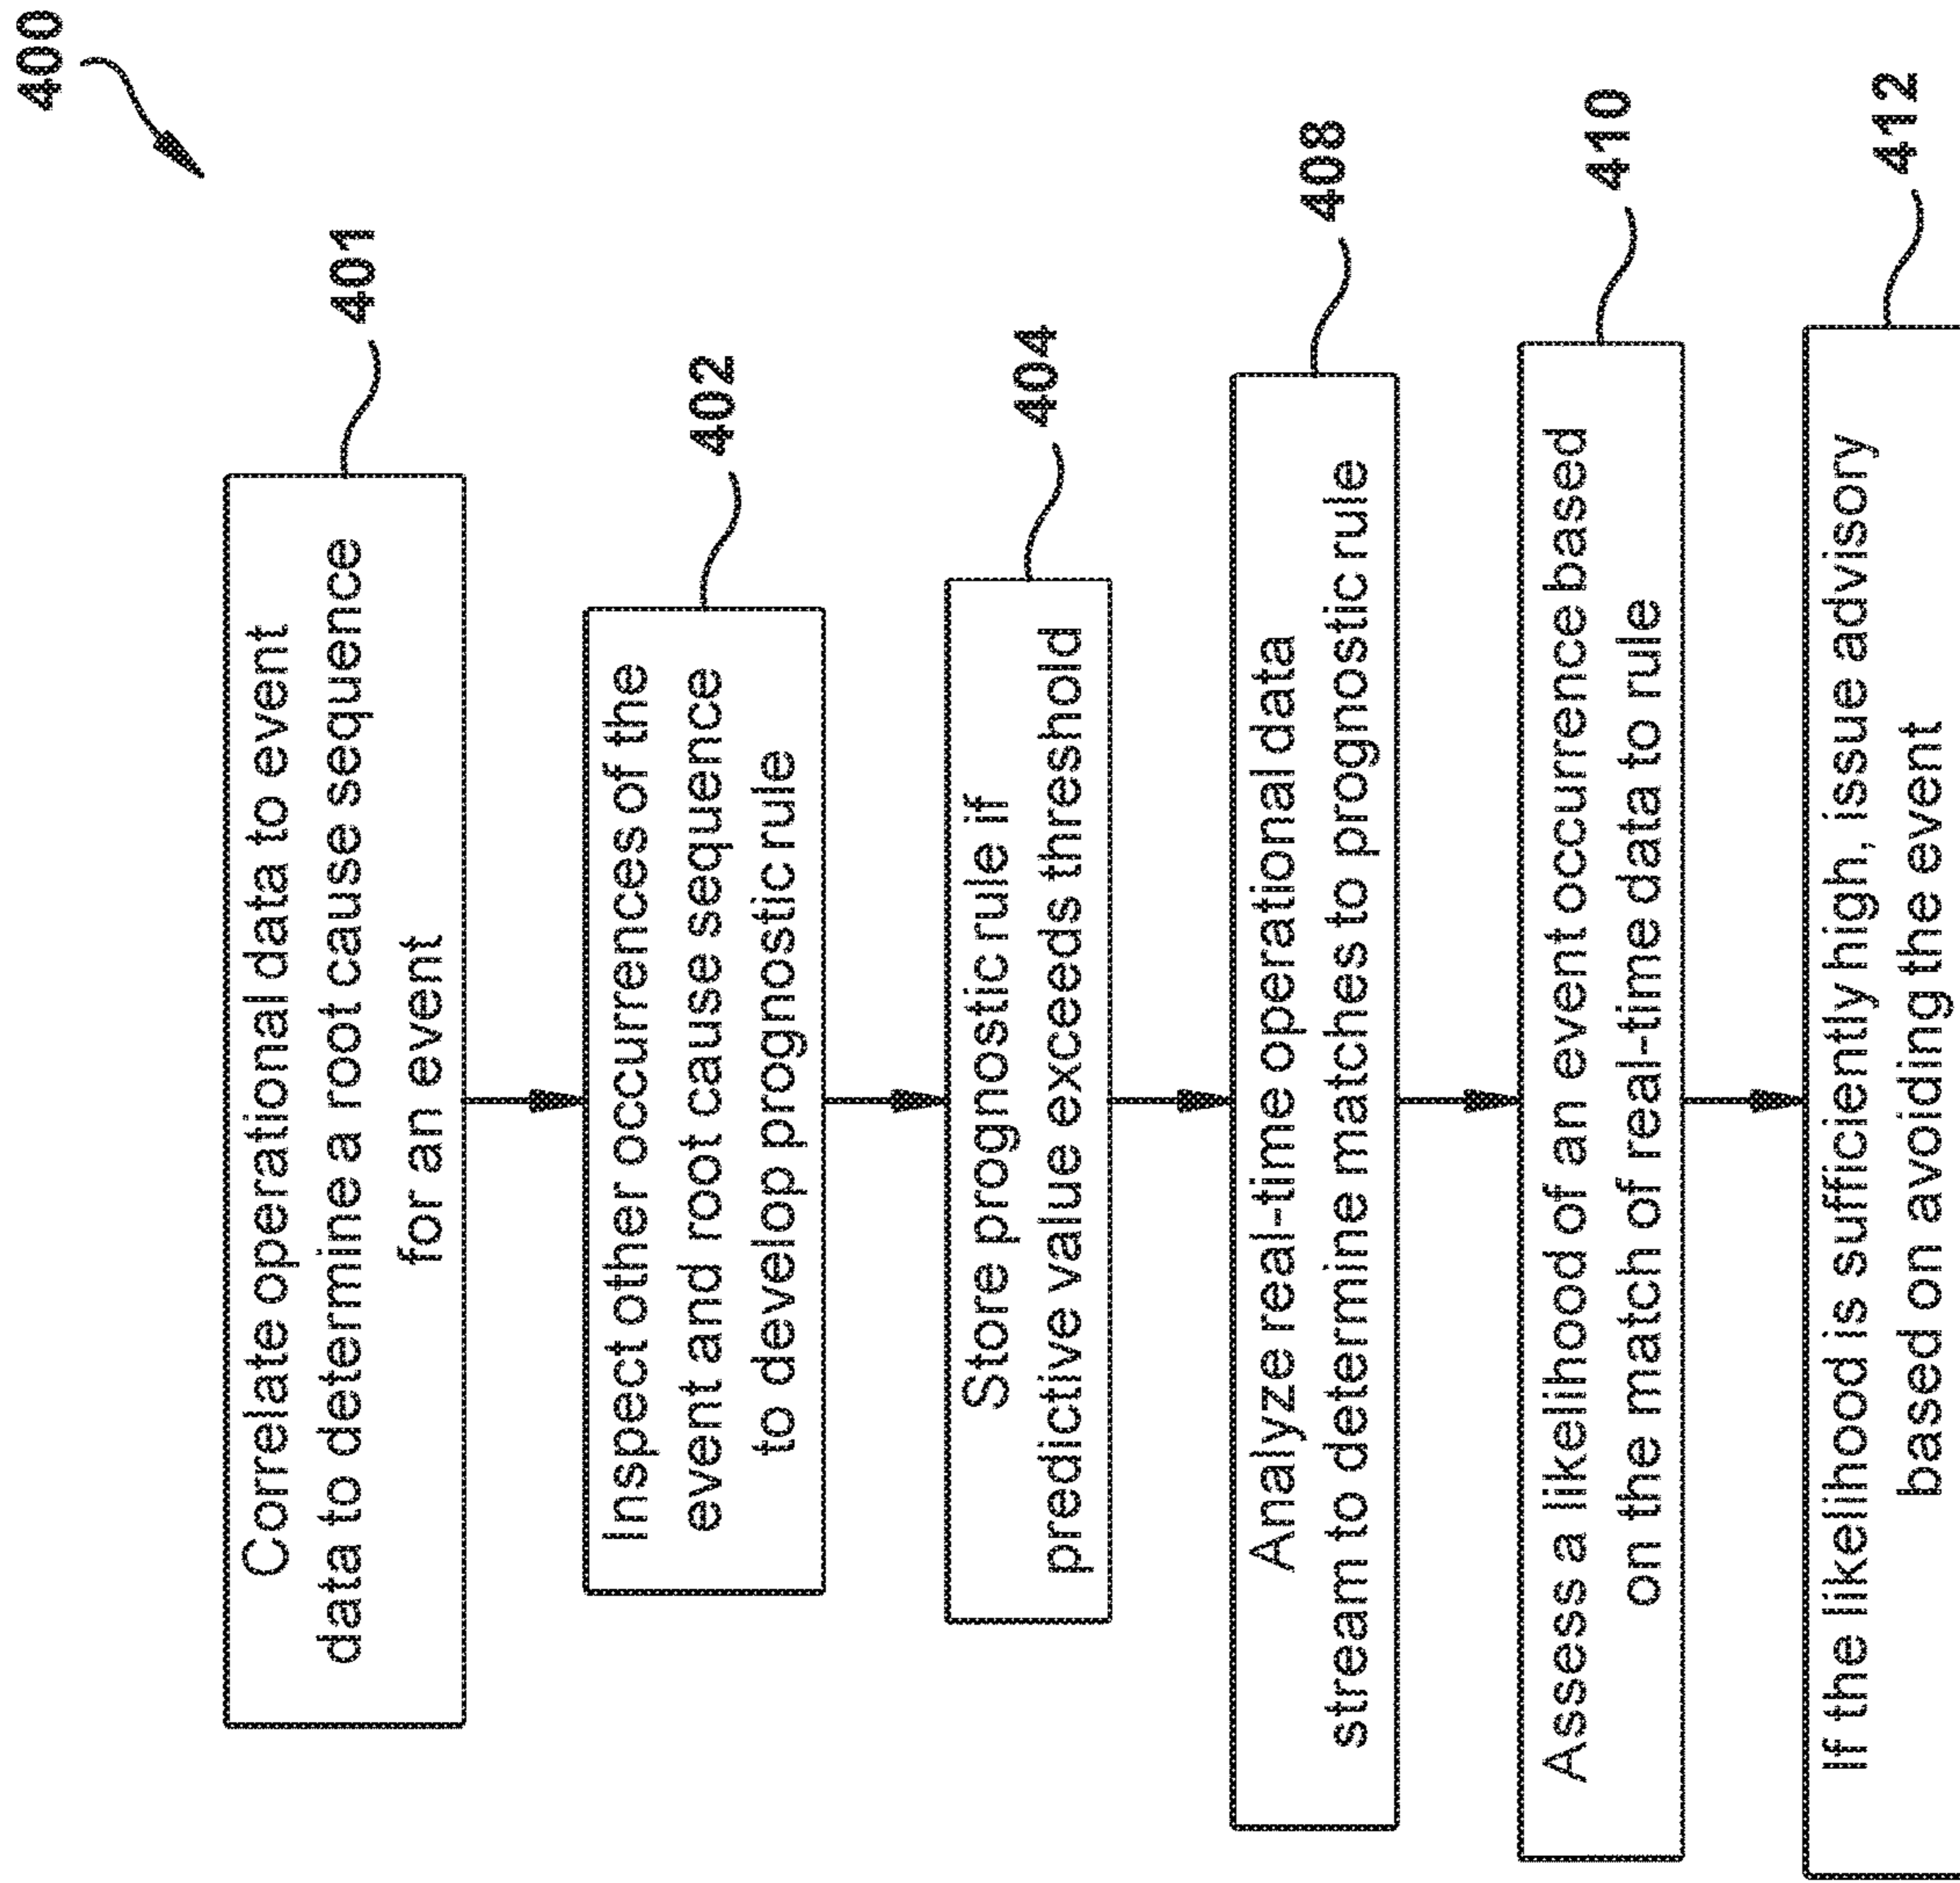 400
Correlate operational data to event
data to determine a root cause sequence
for an event
401
Inspect other occurrences of the
event and root cause sequence
to develop prognostic rule
402
Store prognostic rule if
predictive value exceeds threshold
404
Analyze real-time operational data
stream to determine matches to prognostic rule
408
Assess a likelihood of an event occurrence based
on the match of real-time data to rule
410
If the likelihood is sufficiently high, issue advisory
based on avoiding the event
412